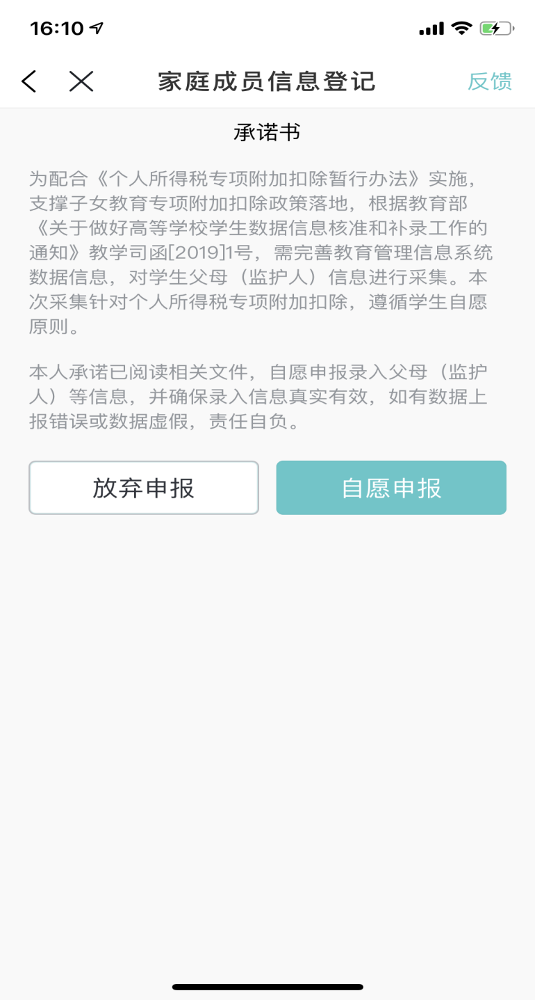 16:10
家庭成员信息登记
反馈
承诺书
为配合《个人所得税专项附加扣除暂行办法》实施，
支撑子女教育专项附加扣除政策落地，根据教育部
《关于做好高等学校学生数据信息核准和补录工作的
通知》教学司函[2019]1号，需完善教育管理信息系统
数据信息，对学生父母（监护人）信息进行采集。本
次采集针对个人所得税专项附加扣除，遵循学生自愿
原则。
本人承诺已阅读相关文件，自愿申报录入父母（监护
人）等信息，并确保录入信息真实有效，如有数据上
报错误或数据虚假，责任自负。
放弃申报
自愿申报